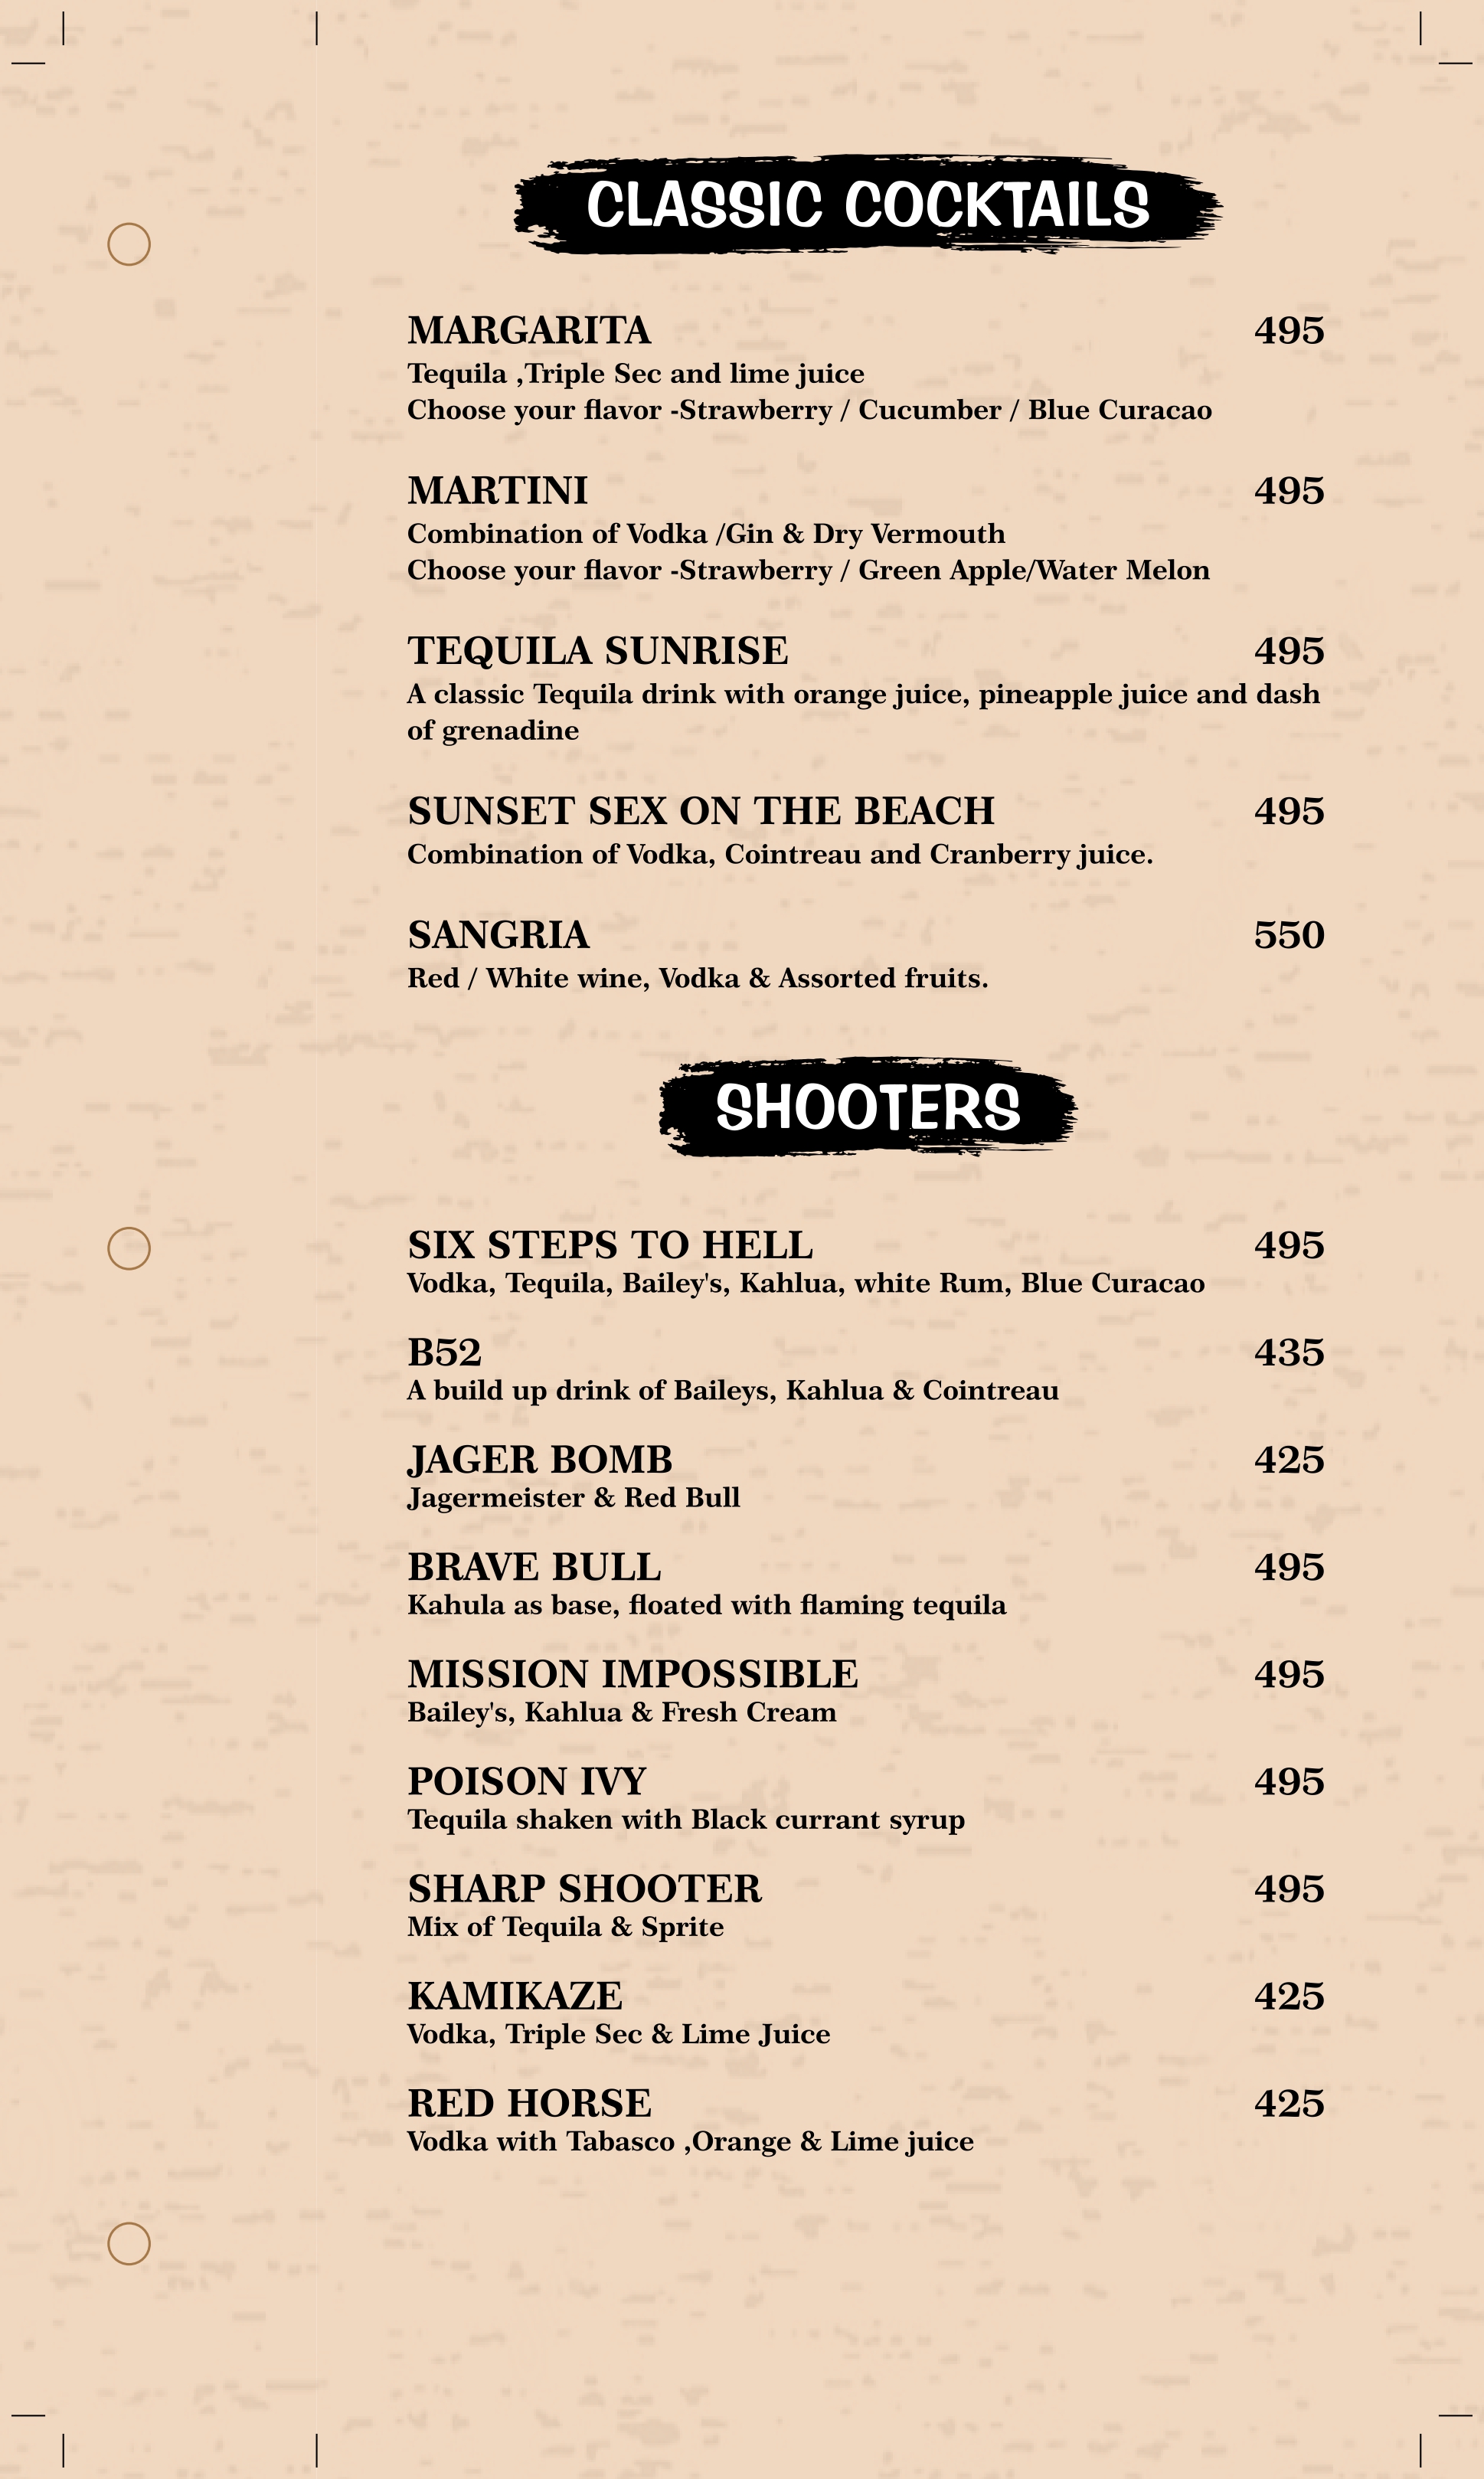 CLASSIC COCKTAILS
MARGARITA 495
Tequila ,Triple Sec and lime juice
Choose your flavor -Strawberry / Cucumber / Blue Curacao
MARTINI 495
Combination of Vodka /Gin & Dry Vermouth
Choose your flavor -Strawberry / Green Apple/Water Melon
TEQUILA SUNRISE 495
A classic Tequila drink with orange juice, pineapple juice and dash
of grenadine
SUNSET SEX ON THE BEACH 495
Combination of Vodka, Cointreau and Cranberry juice.
SANGRIA 550
Red / White wine, Vodka & Assorted fruits.
SHOOTERS
SIX STEPS TO HELL 495
Vodka, Tequila, Bailey's, Kahlua, white Rum, Blue Curacao
B52 435
A build up drink of Baileys, Kahlua & Cointreau
JAGER BOMB 425
Jagermeister & Red Bull
BRAVE BULL 495
Kahula as base, floated with flaming tequila
MISSION IMPOSSIBLE 495
Bailey's, Kahlua & Fresh Cream
POISON IVY 495
Tequila shaken with Black currant syrup
SHARP SHOOTER 495
Mix of Tequila & Sprite
KAMIKAZE 425
Vodka, Triple Sec & Lime Juice
RED HORSE 425
Vodka with Tabasco ,Orange & Lime juice